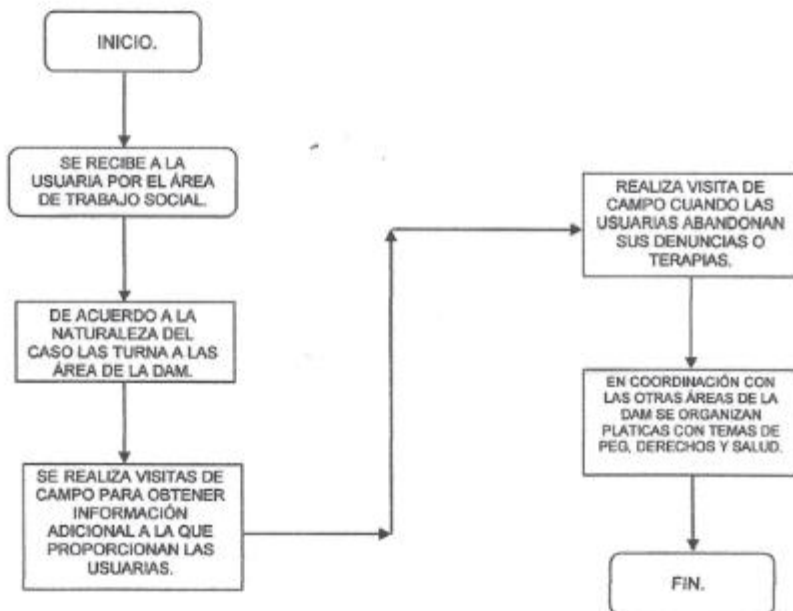 INICIO.
SE RECIBE A LA
USUARIA POR EL ÁREA
DE TRABAJO SOCIAL.
DE ACUERDO A LA
NATURALEZA DEL
CASO LAS TURNA A LAS
ÁREA DE LA DAM.
SE REALIZA VISITAS DE
CAMPO PARA OBTENER
INFORMACIÓN
ADICIONAL A LA QUE
PROPORCIONAN LAS
USUARIAS.
REALIZA VISITA DE
CAMPO CUANDO LAS
USUARIAS ABANDONAN
SUS DENUNCIAS O
TERAPIAS.
EN COORDINACIÓN CON
LAS OTRAS ÁREAS DE LA
DAM SE ORGANIZAN
PLATICAS CON TEMAS DE
PEG, DERECHOS Y SALUD.
FIN.